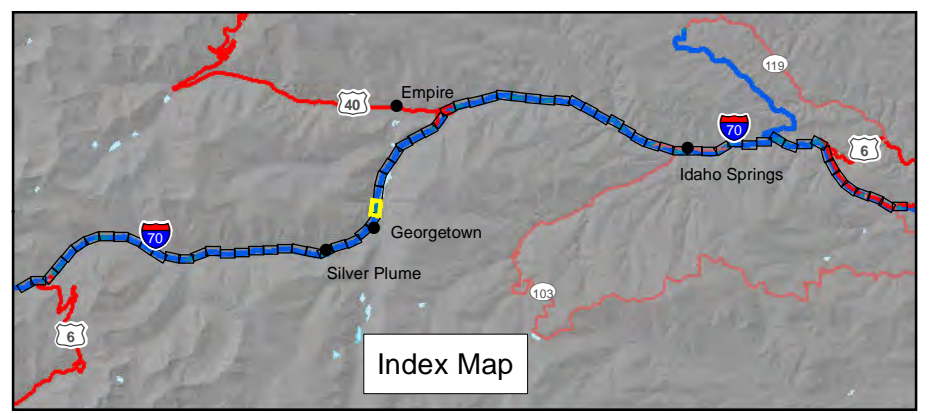 119
Empire
40
70
6
Idaho Springs
Georgetown
70
Silver Plume
103
6
Index Map